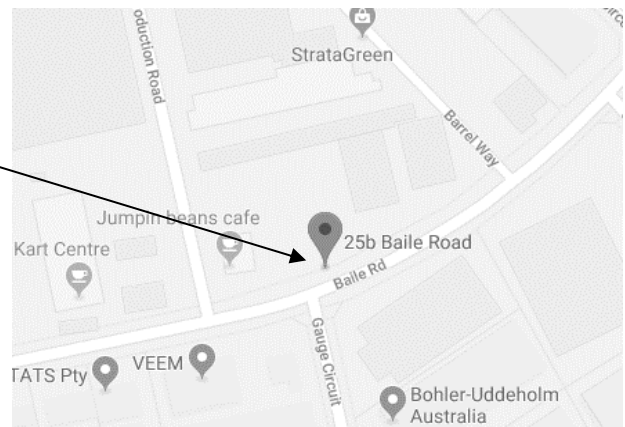 StrataGreen
oduction Road
Barrel Way
Jumpin beans cafe
25b Baile Road
Kart Centre
Baile Rd
Gauge Circuit
VEEM
TATS Pty
Bohler-Uddeholm
Australia